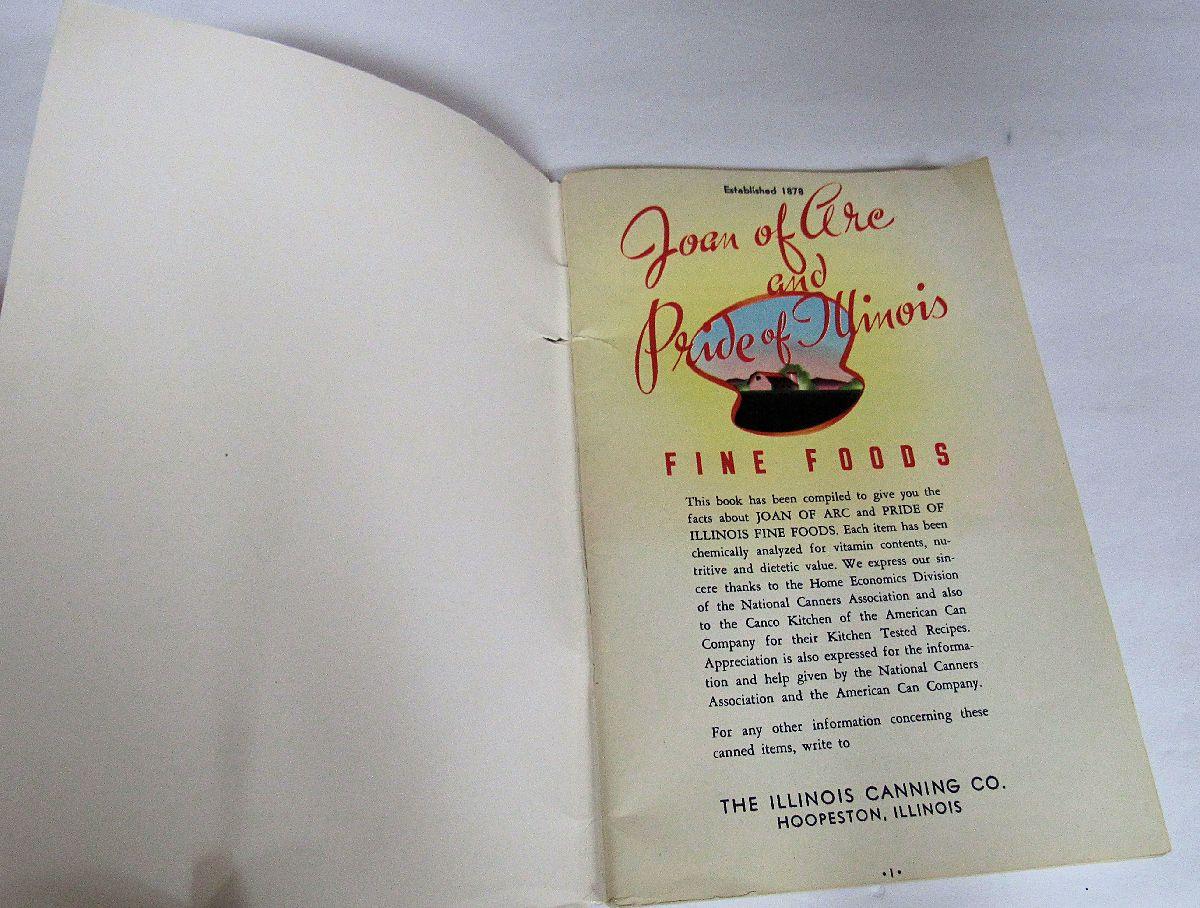 Established 1878
Joan of Arc
and
Pride of Illinois
FINE FOODS
This book has been compiled to give you the
facts about JOAN OF ARC and PRIDE OF
ILLINOIS FINE FOODS. Each item has been
chemically analyzed for vitamin contents, nu-
tritive and dietetic value. We express our sin-
cere thanks to the Home Economics Division
of the National Canners Association and also
to the Canco Kitchen of the American Can
Company for their Kitchen Tested Recipes.
Appreciation is also expressed for the informa-
tion and help given by the National Canners
Association and the American Can Company.
For any other information concerning these
canned items, write to
THE ILLINOIS CANNING CO.
HOOPESTON, ILLINOIS
•1•